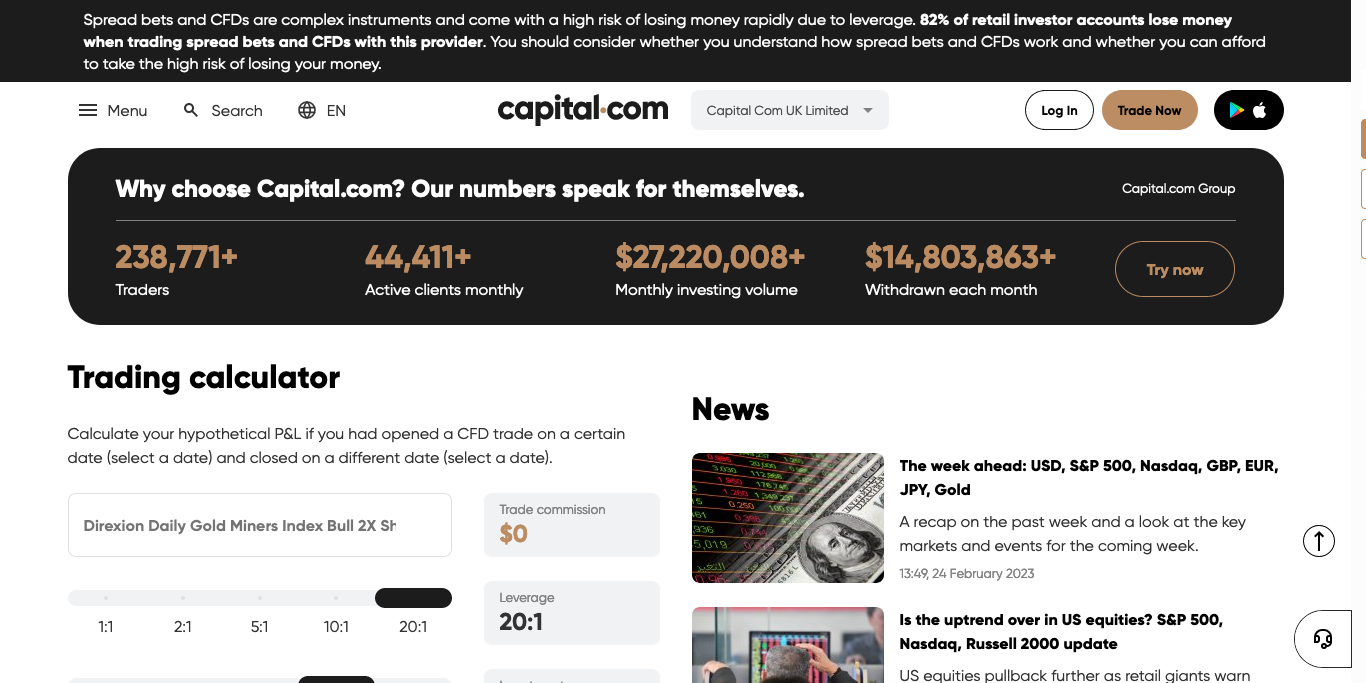 Spread bets and CFDs are complex instruments and come with a high risk of losing money rapidly due to leverage. 82% of retail investor accounts lose money
when trading spread bets and CFDs with this provider. You should consider whether you understand how spread bets and CFDs work and whether you can afford
to take the high risk of losing your money.
Menu
Search
EN
capital.com
Capital Com UK Limited
Log In
Trade Now
Why choose Capital.com? Our numbers speak for themselves.
Capital.com Group
238,771+
Traders
44,411+
Active clients monthly
$27,220,008+
Monthly investing volume
$14,803,863+
Withdrawn each month
Try now
Trading calculator
Calculate your hypothetical P&L if you had opened a CFD trade on a certain
date (select a date) and closed on a different date (select a date).
Direxion Daily Gold Miners Index Bull 2X Sh
Trade commission
$0
1:1
2:1
5:1
10:1
20:1
Leverage
20:1
News
The week ahead: USD, S&P 500, Nasdaq, GBP, EUR,
JPY, Gold
A recap on the past week and a look at the key
markets and events for the coming week.
13:49, 24 February 2023
Is the uptrend over in US equities? S&P 500,
Nasdaq, Russell 2000 update
US equities pullback further as retail giants warn